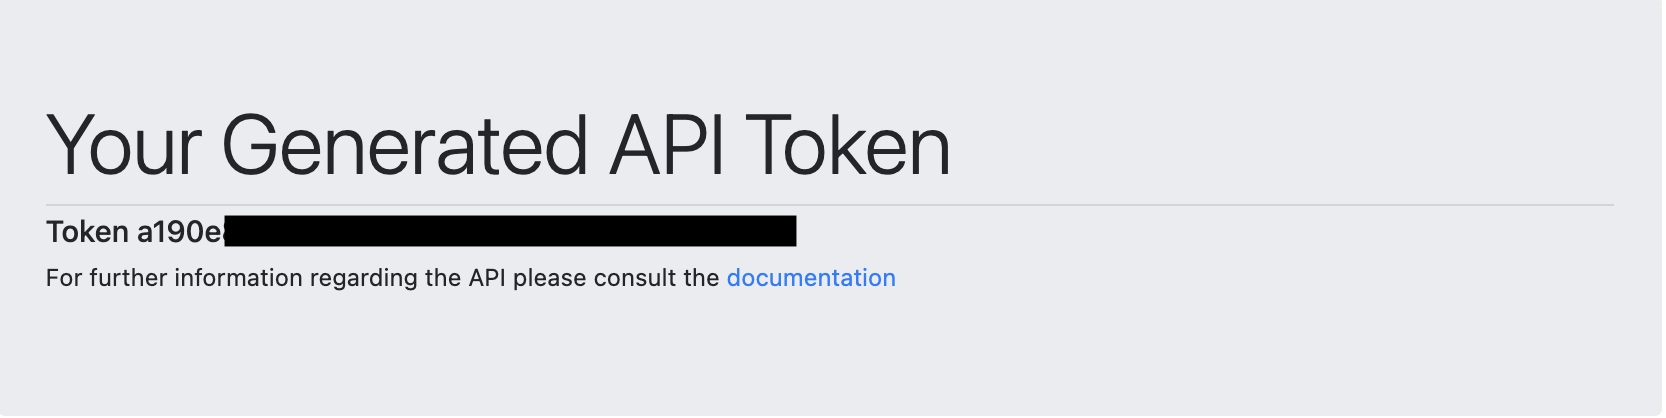 Your Generated API Token
Token a190e
For further information regarding the API please consult the documentation